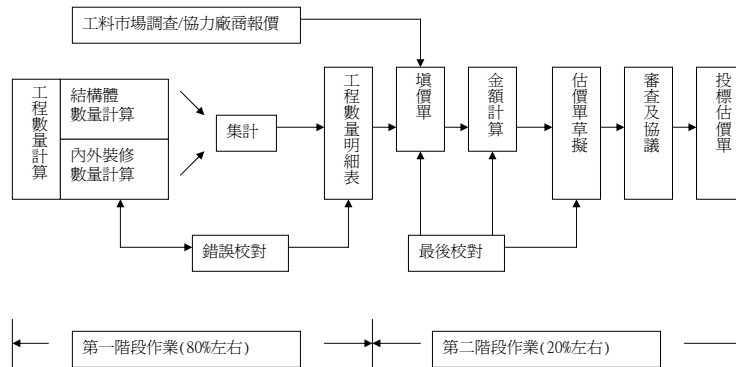 工料市場調查/協力廠商報價
工程數量計算
結構體
數量計算
內外裝修
數量計算
集計
工程數量明細表
填價單
金額計算
估價單草擬
審查及協議
投標估價單
錯誤校對
最後校對
第一階段作業(80%左右)
第二階段作業(20%左右)